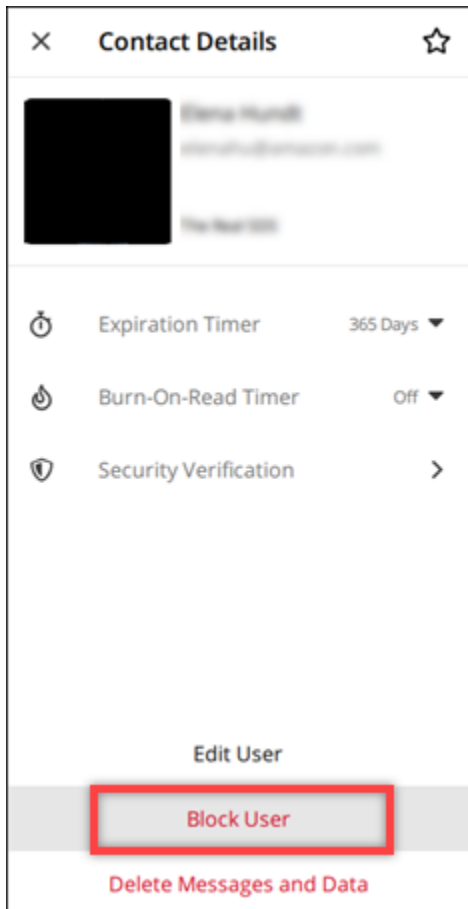 Contact Details
Expiration Timer 365 Days
Burn-On-Read Timer Off
Security Verification
Edit User
Block User
Delete Messages and Data